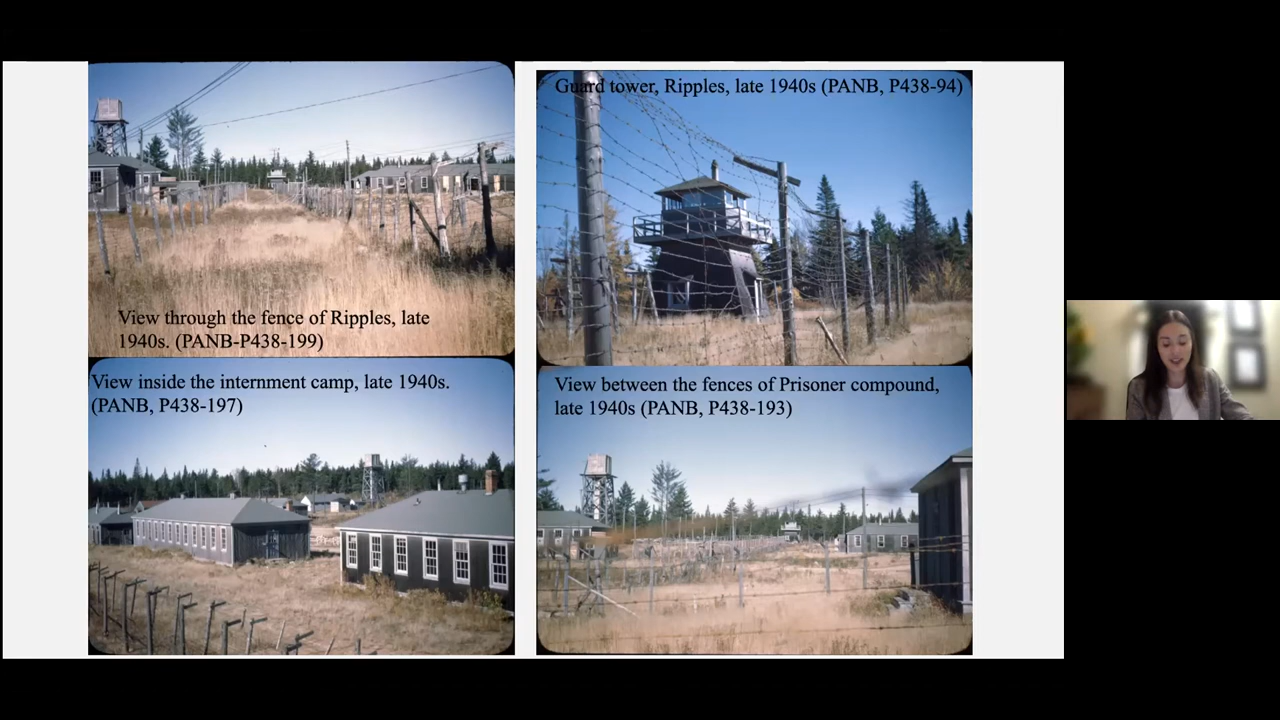 View through the fence of Ripples, late
1940s. (PANB-P438-199)
Guard tower, Ripples, late 1940s (PANB, P438-94)
View inside the internment camp, late 1940s.
(PANB, P438-197)
View between the fences of Prisoner compound,
late 1940s (PANB, P438-193)